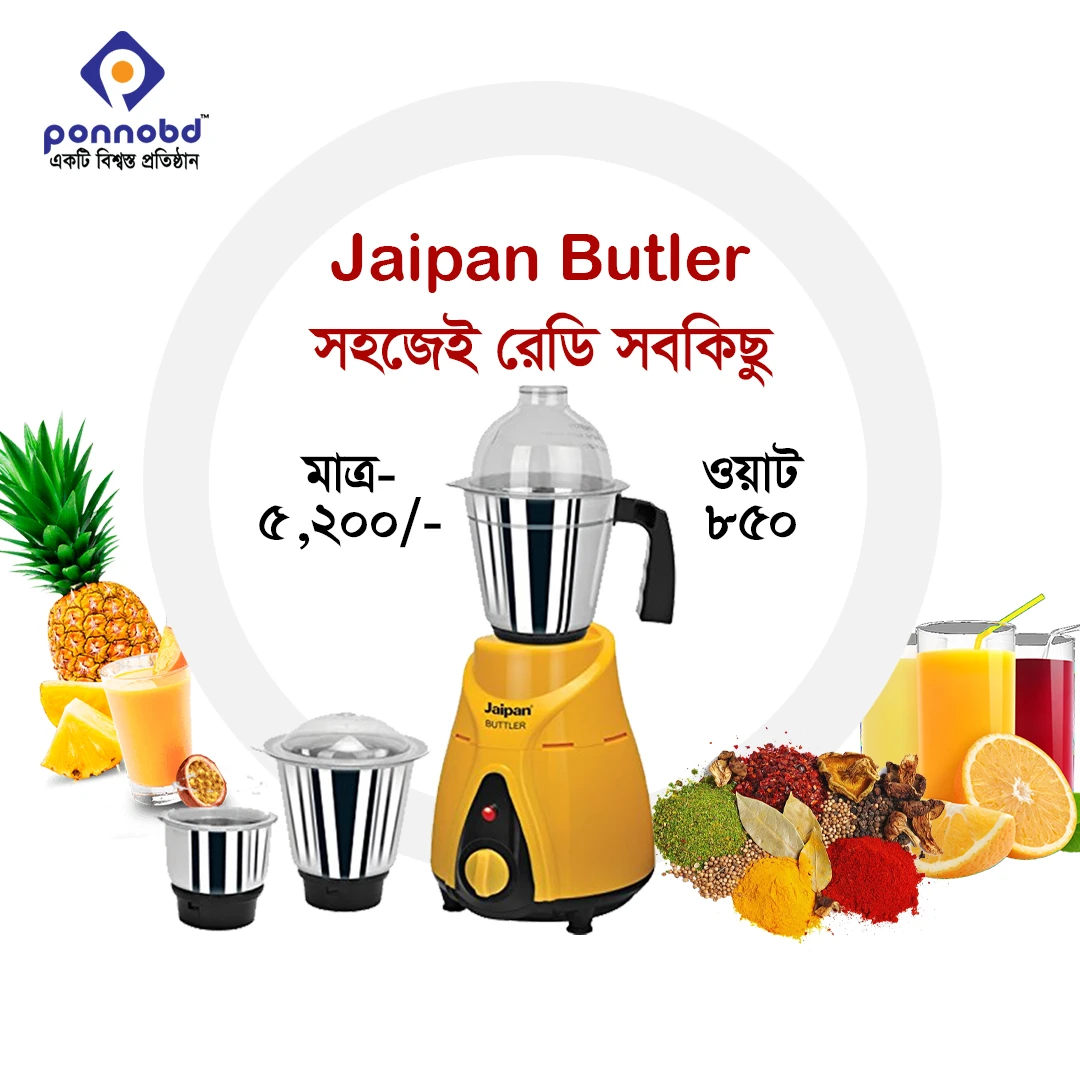 ponnobd™
একটি বিশ্বস্ত প্রতিষ্ঠান
Jaipan Butler
সহজেই রেডি সবকিছু
মাত্র-
৫,২০০/-
ওয়াট
৮৫০
Jaipan®
BUTTLER